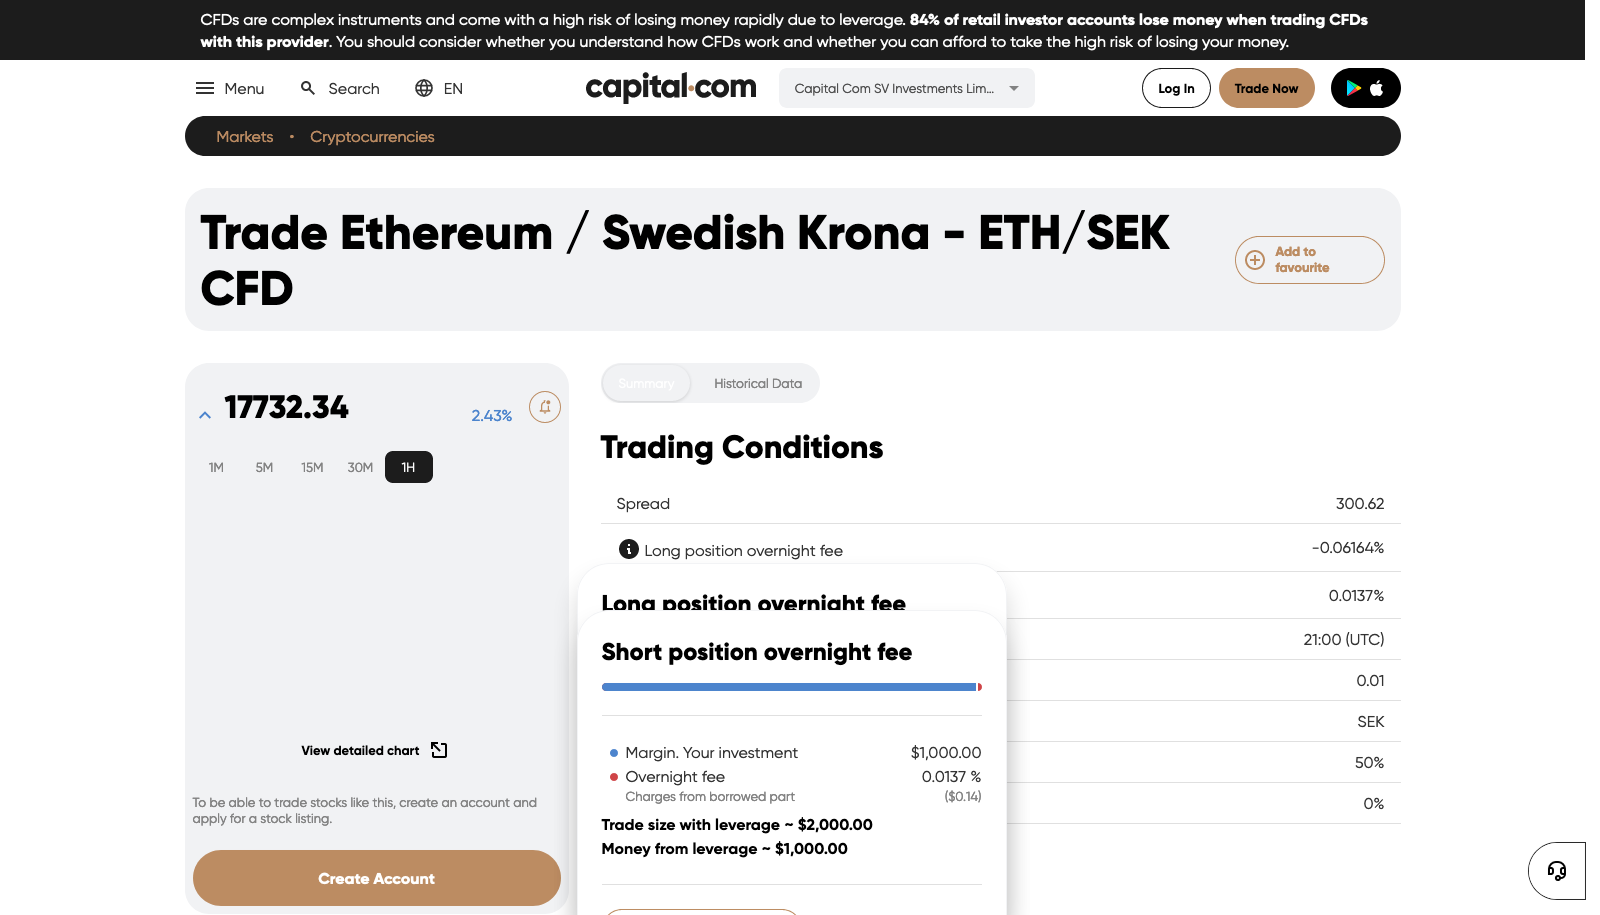 CFDs are complex instruments and come with a high risk of losing money rapidly due to leverage. 84% of retail investor accounts lose money when trading CFDs
with this provider. You should consider whether you understand how CFDs work and whether you can afford to take the high risk of losing your money.
Menu
Search
EN
capital.com
Capital Com SV Investments Lim...
Log In
Trade Now
Markets • Cryptocurrencies
Trade Ethereum / Swedish Krona - ETH/SEK
CFD
Add to
favourite
17732.34
2.43%
1M 5M 15M 30M 1H
View detailed chart
To be able to trade stocks like this, create an account and
apply for a stock listing.
Create Account
Summary
Historical Data
Trading Conditions
Spread 300.62
Long position overnight fee -0.06164%
0.0137%
21:00 (UTC)
0.01
SEK
50%
0%
Long position overnight fee
Short position overnight fee
Margin. Your investment $1,000.00
Overnight fee 0.0137 %
Charges from borrowed part ($0.14)
Trade size with leverage ~ $2,000.00
Money from leverage ~ $1,000.00